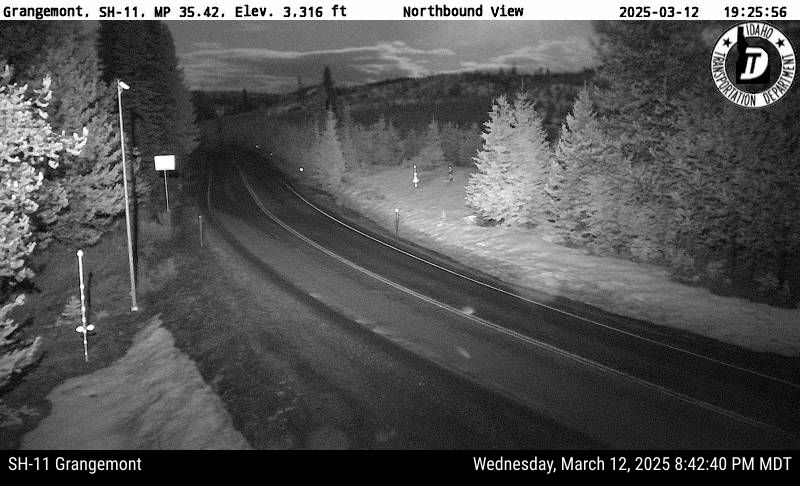 Grangemont, SH-11, MP 35.42, Elev. 3,316 ft Northbound View 2025-03-12 19:25:56
IDAHO
TRANSPORTATION DEPARTMENT
SH-11 Grangemont Wednesday, March 12, 2025 8:42:40 PM MDT